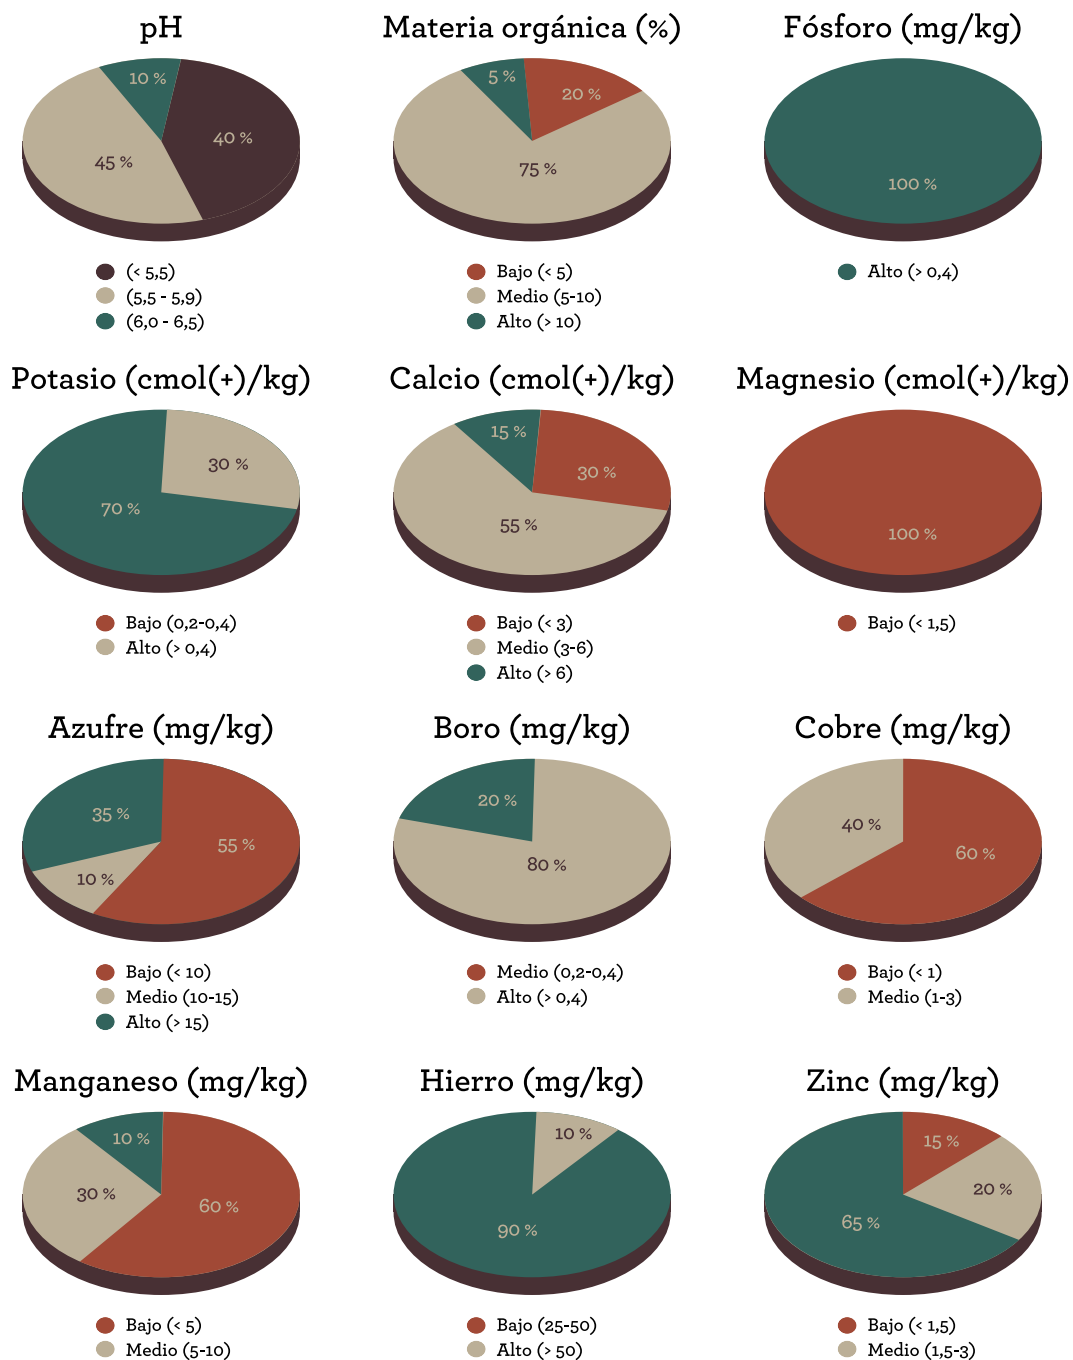 pH
10 %
40 %
45 %
(< 5,5)
(5,5 - 5,9)
(6,0 - 6,5)
Materia orgánica (%)
5 %
20 %
75 %
Bajo (< 5)
Medio (5-10)
Alto (> 10)
Fósforo (mg/kg)
100 %
Alto (> 0,4)
Potasio (cmol(+)/kg)
30 %
70 %
Bajo (0,2-0,4)
Alto (> 0,4)
Calcio (cmol(+)/kg)
15 %
30 %
55 %
Bajo (< 3)
Medio (3-6)
Alto (> 6)
Magnesio (cmol(+)/kg)
100 %
Bajo (< 1,5)
Azufre (mg/kg)
35 %
55 %
10 %
Bajo (< 10)
Medio (10-15)
Alto (> 15)
Boro (mg/kg)
20 %
80 %
Medio (0,2-0,4)
Alto (> 0,4)
Cobre (mg/kg)
40 %
60 %
Bajo (< 1)
Medio (1-3)
Manganeso (mg/kg)
10 %
30 %
60 %
Bajo (< 5)
Medio (5-10)
Hierro (mg/kg)
10 %
90 %
Bajo (25-50)
Alto (> 50)
Zinc (mg/kg)
15 %
20 %
65 %
Bajo (< 1,5)
Medio (1,5-3)